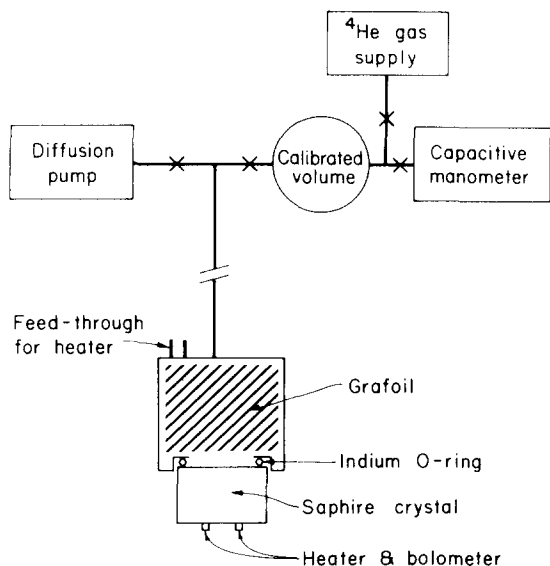 ⁴He gas
supply
Diffusion
pump
Calibrated
volume
Capacitive
manometer
Feed-through
for heater
Grafoil
Indium O-ring
Saphire crystal
Heater & bolometer